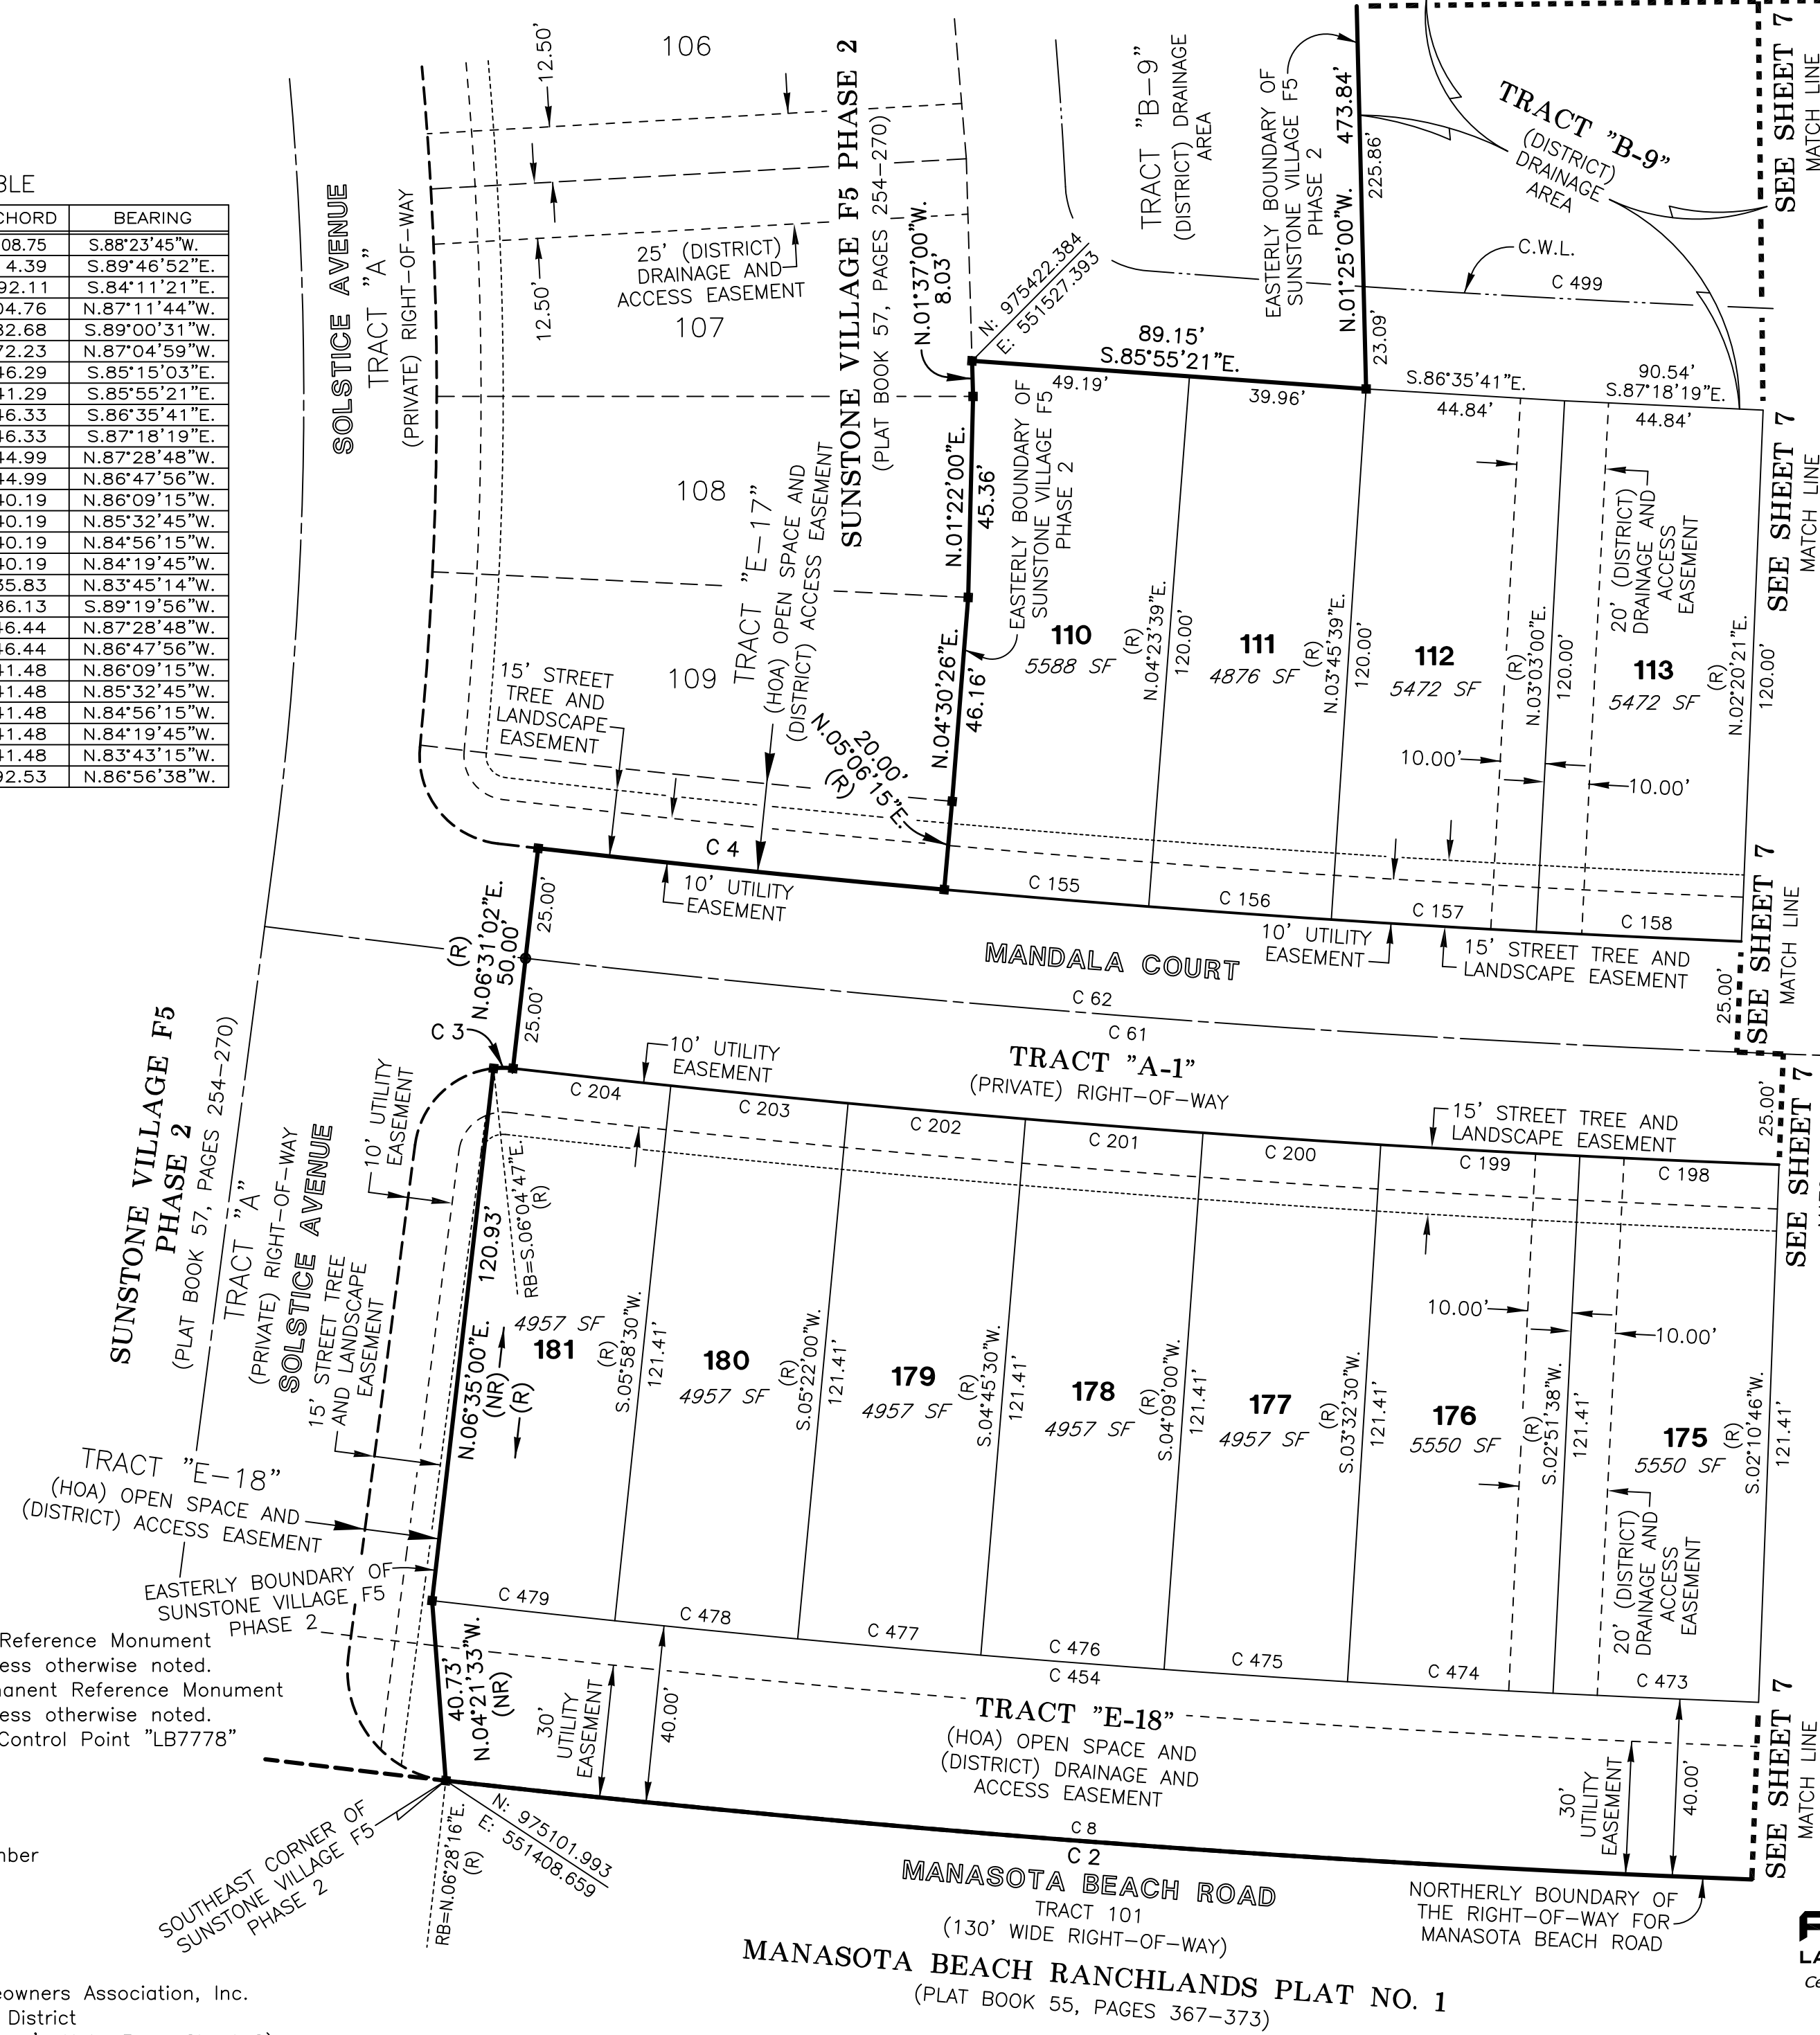 BLE
CHORD BEARING
08.75 S.88°23'45"W.
4.39 S.89°46'52"E.
92.11 S.84°11'21"E.
04.76 N.87°11'44"W.
32.68 S.89°00'31"W.
72.23 N.87°04'59"W.
46.29 S.85°15'03"E.
41.29 S.85°55'21"E.
46.33 S.86°35'41"E.
46.33 S.87°18'19"E.
44.99 N.87°28'48"W.
44.99 N.86°47'56"W.
40.19 N.86°09'15"W.
40.19 N.85°32'45"W.
40.19 N.84°56'15"W.
40.19 N.84°19'45"W.
35.83 N.83°45'14"W.
36.13 S.89°19'56"W.
46.44 N.87°28'48"W.
46.44 N.86°47'56"W.
41.48 N.86°09'15"W.
41.48 N.85°32'45"W.
41.48 N.84°56'15"W.
41.48 N.84°19'45"W.
41.48 N.83°43'15"W.
92.53 N.86°56'38"W.
SOLSTICE AVENUE
TRACT "A"
(PRIVATE) RIGHT-OF-WAY
12.50'
12.50'
106
25' (DISTRICT)
DRAINAGE AND
ACCESS EASEMENT
107
108
109
SUNSTONE VILLAGE F5 PHASE 2
(PLAT BOOK 57, PAGES 254-270)
TRACT "E-17"
(HOA) OPEN SPACE AND
(DISTRICT) ACCESS EASEMENT
15' STREET
TREE AND
LANDSCAPE
EASEMENT
N.01°37'00"W.
8.03'
N: 975422.384
E: 551527.393
TRACT "B-9"
(DISTRICT) DRAINAGE
AREA
EASTERLY BOUNDARY OF
SUNSTONE VILLAGE F5
PHASE 2
N.01°25'00"W. 473.84'
225.86'
23.09'
TRACT "B-9"
(DISTRICT)
DRAINAGE
AREA
C.W.L.
C 499
SEE SHEET 7
MATCH LINE
89.15'
S.85°55'21"E.
49.19'
39.96'
S.86°35'41"E.
44.84'
90.54'
S.87°18'19"E.
44.84'
N.01°22'00"E.
45.36'
EASTERLY BOUNDARY OF
SUNSTONE VILLAGE F5
PHASE 2
N.04°30'26"E.
46.16'
20.00'
N.05°06'15"E.
(R)
110
5588 SF
(R)
N.04°23'39"E.
120.00'
111
4876 SF
(R)
N.03°45'39"E.
120.00'
112
5472 SF
(R)
N.03°03'00"E.
120.00'
20' (DISTRICT)
DRAINAGE AND
ACCESS
EASEMENT
113
5472 SF
(R)
N.02°20'21"E.
120.00'
10.00'
10.00'
SEE SHEET 7
MATCH LINE
C 4
10' UTILITY
EASEMENT
C 155
C 156
C 157
C 158
10' UTILITY
EASEMENT
15' STREET TREE AND
LANDSCAPE EASEMENT
SEE SHEET 7
MATCH LINE
25.00'
(R)
N.06°31'02"E.
50.00'
25.00'
25.00'
MANDALA COURT
C 62
C 61
C 3
TRACT "A-1"
(PRIVATE) RIGHT-OF-WAY
10' UTILITY
EASEMENT
15' STREET TREE AND
LANDSCAPE EASEMENT
25.00'
C 204
C 203
C 202
C 201
C 200
C 199
C 198
SEE SHEET 7
SUNSTONE VILLAGE F5
PHASE 2
(PLAT BOOK 57, PAGES 254-270)
TRACT "A"
(PRIVATE) RIGHT-OF-WAY
SOLSTICE AVENUE
10' UTILITY
EASEMENT
15' STREET TREE
AND LANDSCAPE
EASEMENT
120.93'
N.06°35'00"E.
(NR)
(R)
RB=S.06°04'47"E.
(R)
4957 SF
181
(R)
S.05°58'30"W.
121.41'
180
4957 SF
(R)
S.05°22'00"W.
121.41'
179
4957 SF
(R)
S.04°45'30"W.
121.41'
178
4957 SF
(R)
S.04°09'00"W.
121.41'
177
4957 SF
(R)
S.03°32'30"W.
121.41'
176
5550 SF
(R)
S.02°51'38"W.
121.41'
10.00'
10.00'
175
5550 SF
(R)
S.02°10'46"W.
121.41'
20' (DISTRICT)
DRAINAGE AND
ACCESS
EASEMENT
TRACT "E-18"
(HOA) OPEN SPACE AND
(DISTRICT) ACCESS EASEMENT
EASTERLY BOUNDARY OF
SUNSTONE VILLAGE F5
PHASE 2
Reference Monument
ess otherwise noted.
nanent Reference Monument
ess otherwise noted.
Control Point "LB7778"
C 479
C 478
C 477
C 476
C 475
C 474
C 473
C 454
40.73'
N.04°21'33"W.
(NR)
30'
UTILITY
EASEMENT
40.00'
TRACT "E-18"
(HOA) OPEN SPACE AND
(DISTRICT) DRAINAGE AND
ACCESS EASEMENT
30'
UTILITY
EASEMENT
40.00'
SEE SHEET 7
MATCH LINE
nber
SOUTHEAST CORNER OF
SUNSTONE VILLAGE F5
PHASE 2
RB=N.06°28'16"E.
(R)
N: 975101.993
E: 551408.659
C 8
C 2
MANASOTA BEACH ROAD
TRACT 101
(130' WIDE RIGHT-OF-WAY)
NORTHERLY BOUNDARY OF
THE RIGHT-OF-WAY FOR
MANASOTA BEACH ROAD
MANASOTA BEACH RANCHLANDS PLAT NO. 1
(PLAT BOOK 55, PAGES 367-373)
eowners Association, Inc.
District
LA
Ce